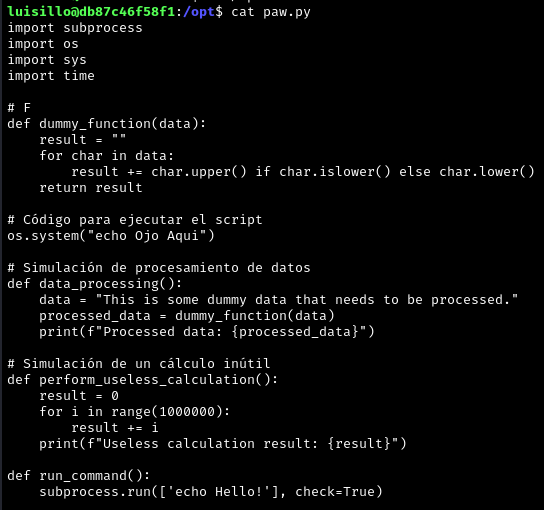 luisillo@db87c46f58f1:/opt$ cat paw.py
import subprocess
import os
import sys
import time

# F
def dummy_function(data):
    result = ""
    for char in data:
        result += char.upper() if char.islower() else char.lower()
    return result

# Código para ejecutar el script
os.system("echo Ojo Aqui")

# Simulación de procesamiento de datos
def data_processing():
    data = "This is some dummy data that needs to be processed."
    processed_data = dummy_function(data)
    print(f"Processed data: {processed_data}")

# Simulación de un cálculo inútil
def perform_useless_calculation():
    result = 0
    for i in range(1000000):
        result += i
    print(f"Useless calculation result: {result}")

def run_command():
    subprocess.run(['echo Hello!'], check=True)